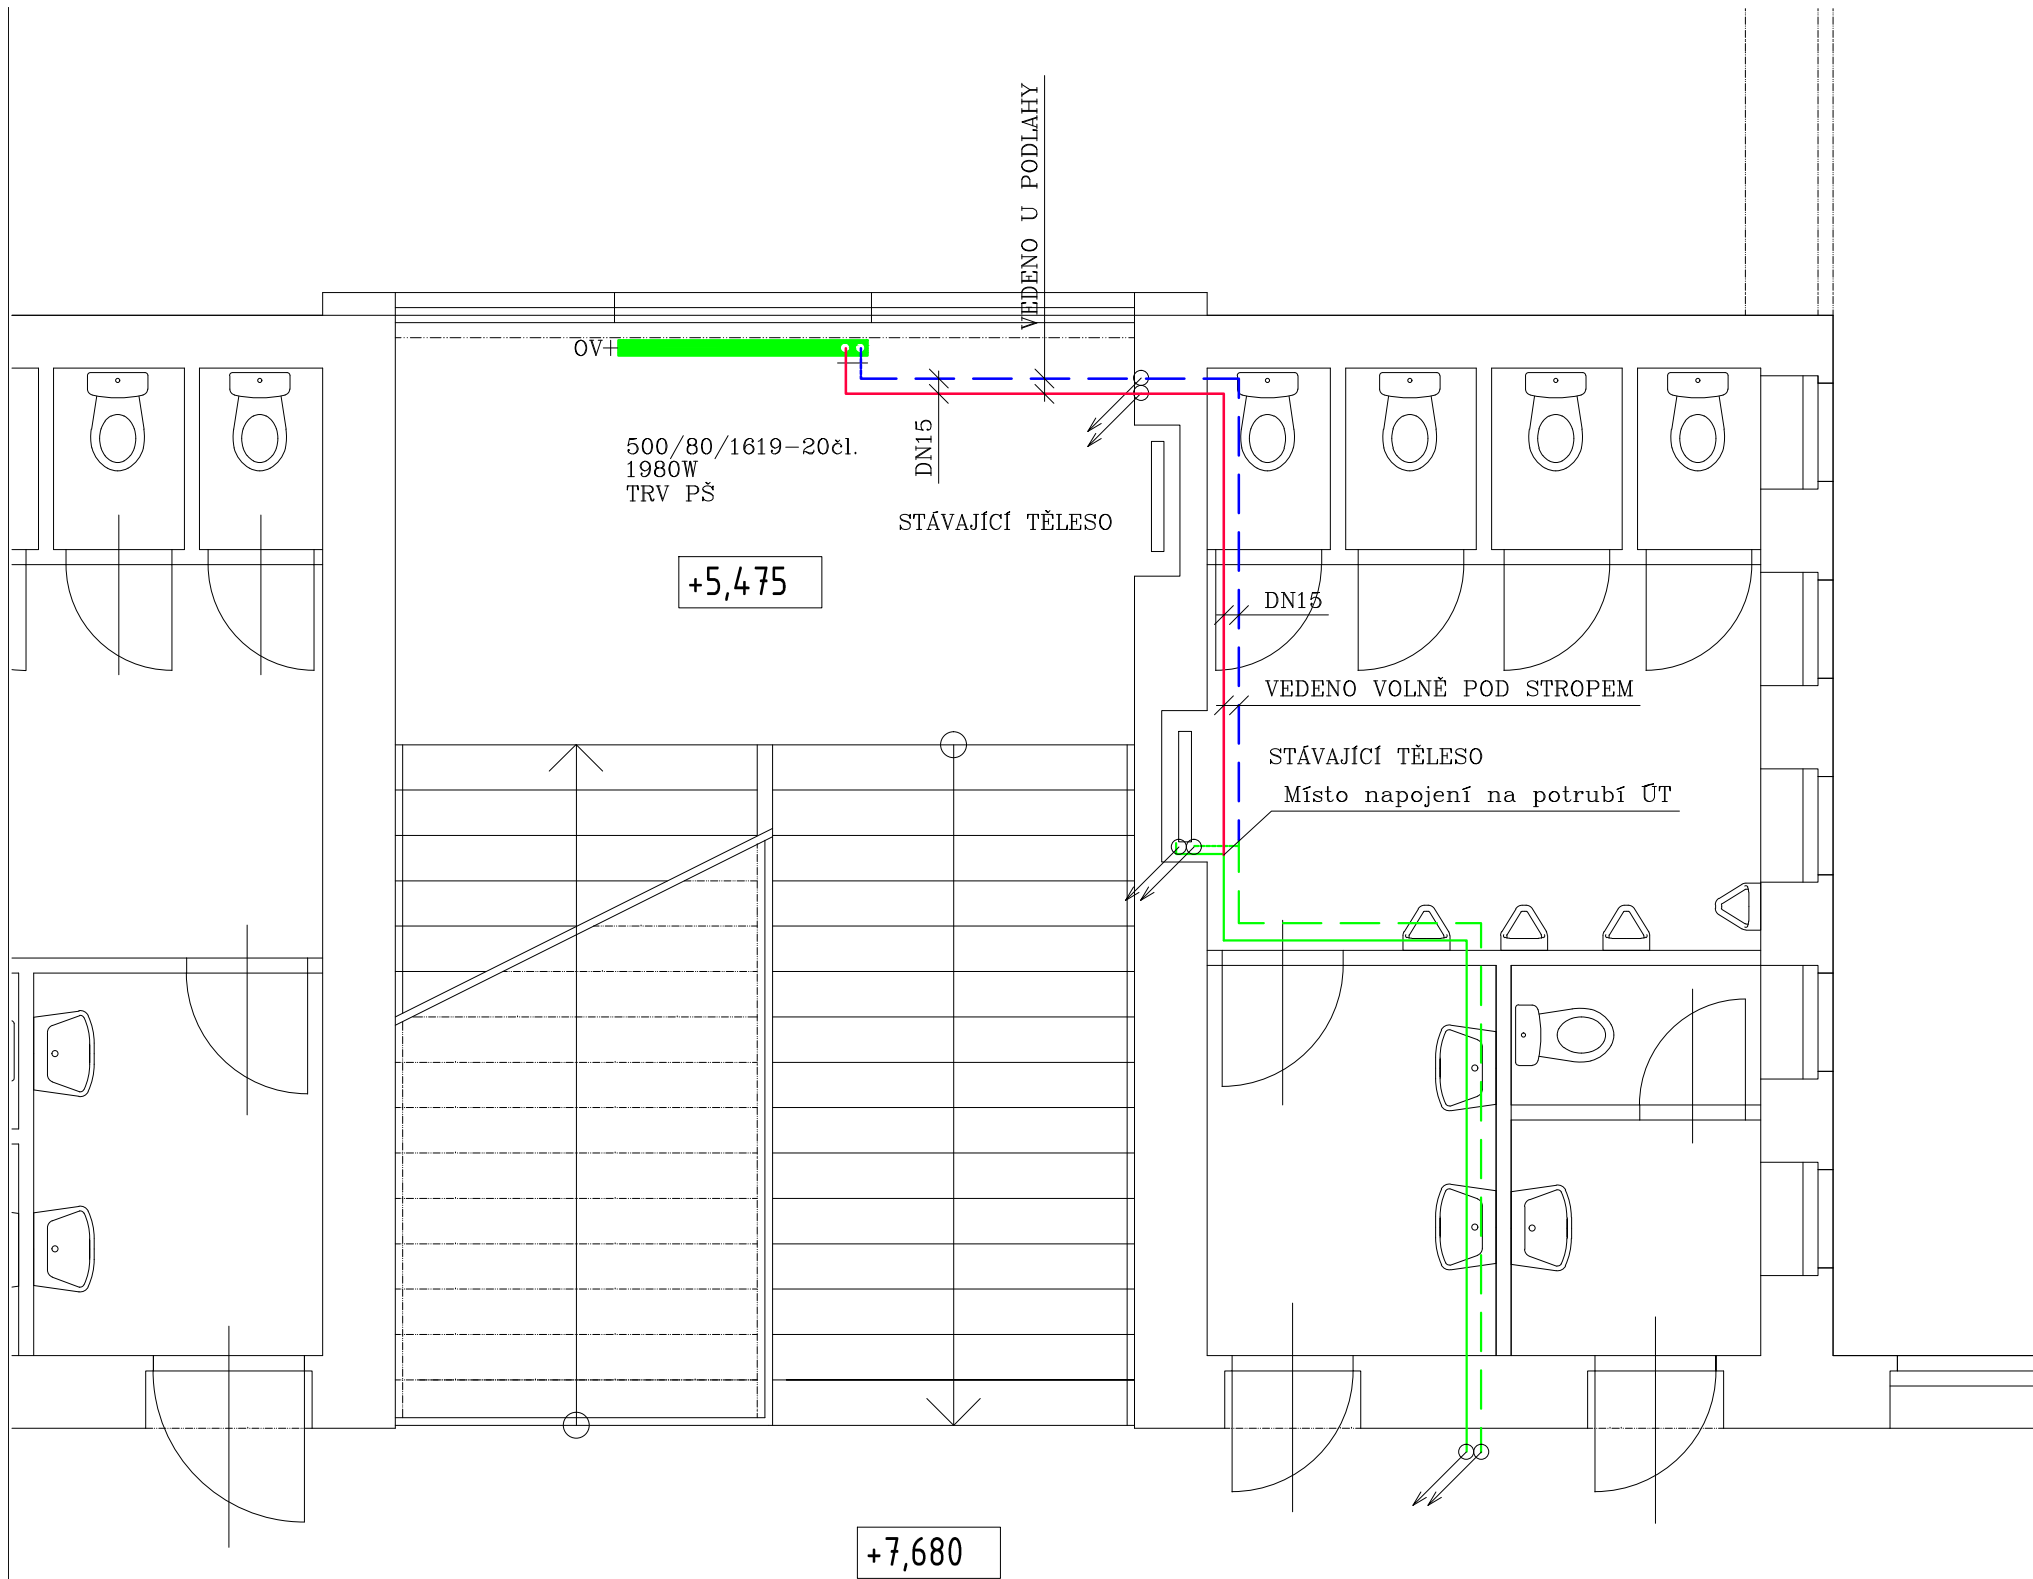 VEDENO U PODLAHY
OV
500/80/1619-20čl.
1980W
TRV PŠ
DN15
STÁVAJÍCÍ TĚLESO
+5,475
DN15
VEDENO VOLNĚ POD STROPEM
STÁVAJÍCÍ TĚLESO
Místo napojení na potrubí ÚT
+7,680